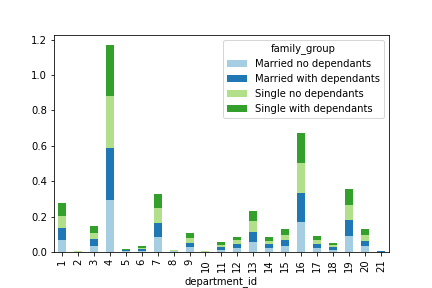 family_group
Married no dependants
Married with dependants
Single no dependants
Single with dependants
1.2
1.0
0.8
0.6
0.4
0.2
0.0
1 2 3 4 5 6 7 8 9 10 11 12 13 14 15 16 17 18 19 20 21
department_id